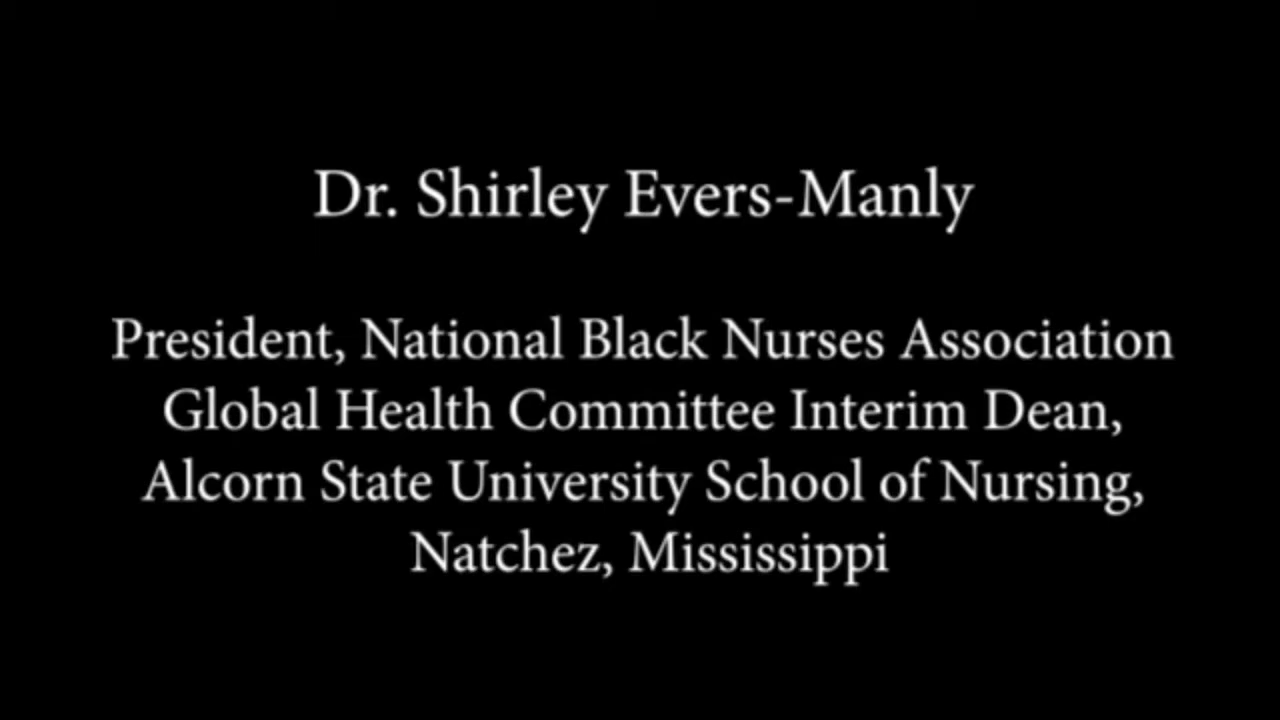 Dr. Shirley Evers-Manly
President, National Black Nurses Association
Global Health Committee Interim Dean,
Alcorn State University School of Nursing,
Natchez, Mississippi